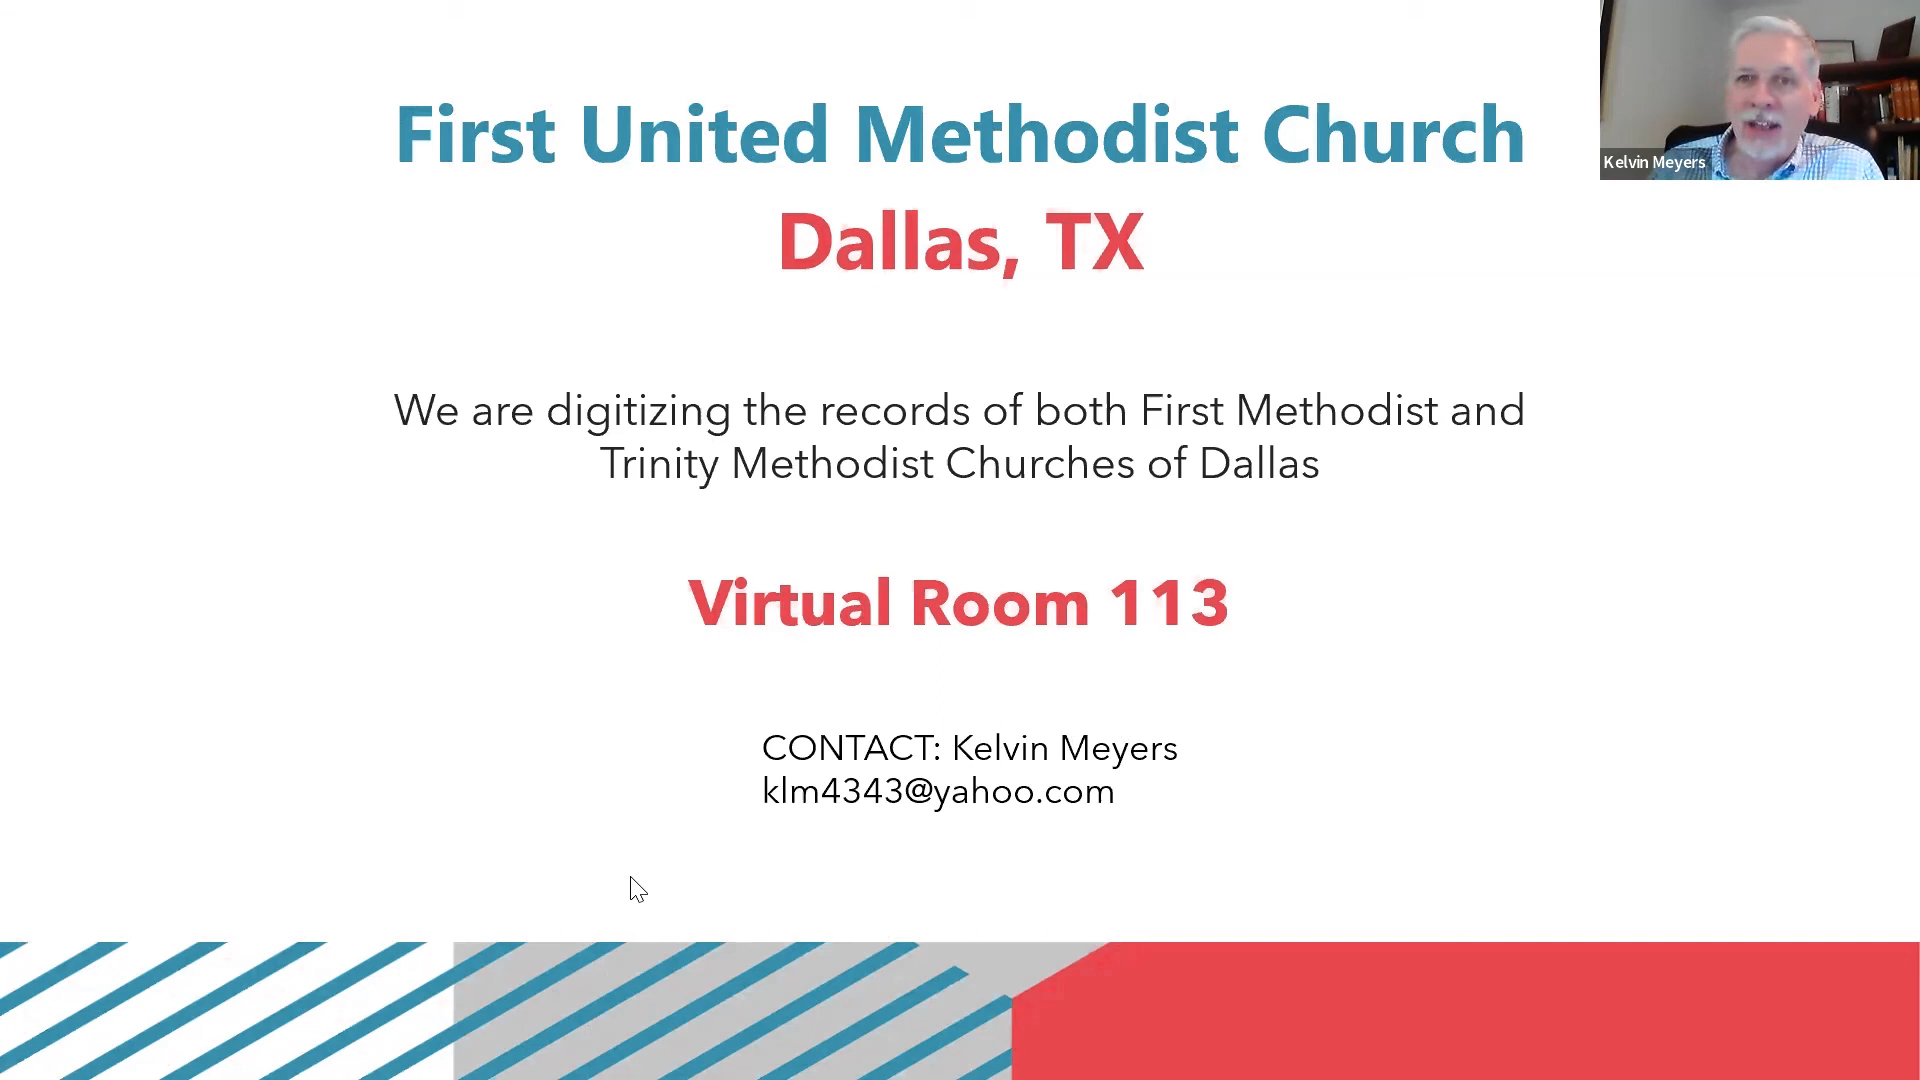 First United Methodist Church
Dallas, TX
We are digitizing the records of both First Methodist and
Trinity Methodist Churches of Dallas
Virtual Room 113
CONTACT: Kelvin Meyers
klm4343@yahoo.com
Kelvin Meyers